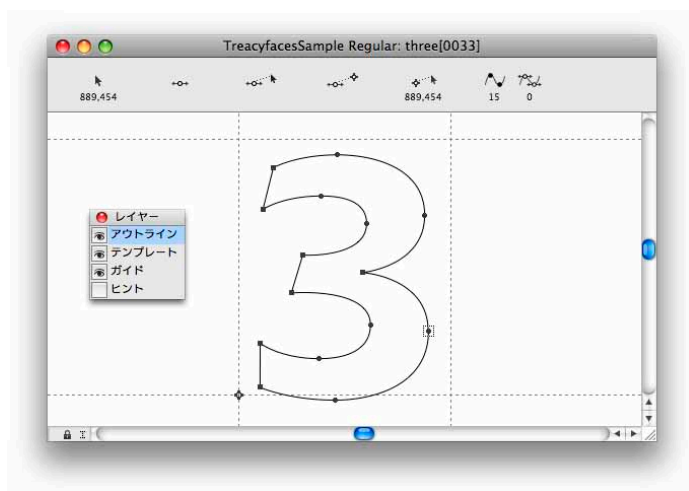 TreacyfacesSample Regular: three[0033]
889,454
889,454
15
0
レイヤー
アウトライン
テンプレート
ガイド
ヒント
3